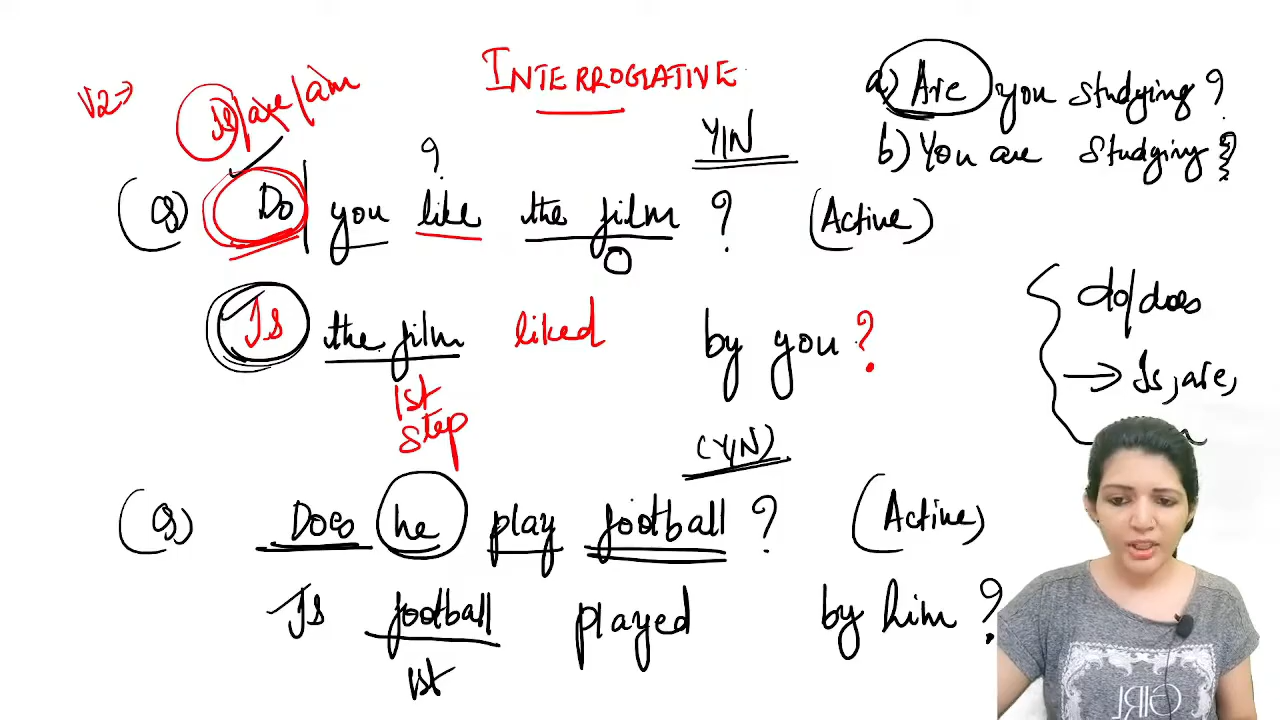 INTERROGATIVE
V2→ Is/are/am
a) Are you studying?
b) You are studying?
Y/N
?
(Q) Do you like the film? (Active)
O
Is the film liked by you?
1st
step
do/does
→ Is, are,
(Y/N)
(Q) Does he play football? (Active)
Is football played by him?
1st
GIRL